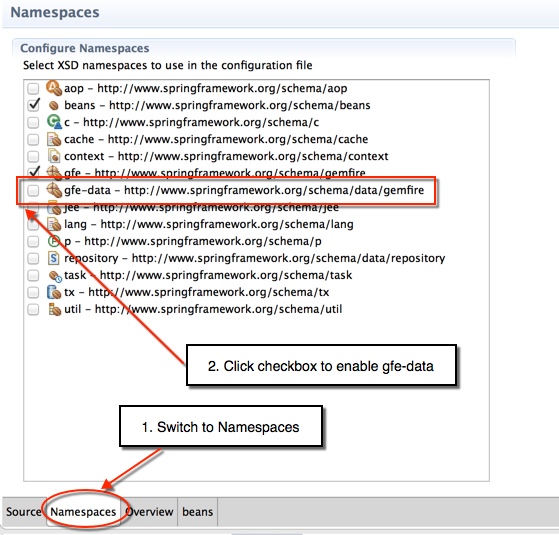 Namespaces
Configure Namespaces
Select XSD namespaces to use in the configuration file
aop - http://www.springframework.org/schema/aop
beans - http://www.springframework.org/schema/beans
c - http://www.springframework.org/schema/c
cache - http://www.springframework.org/schema/cache
context - http://www.springframework.org/schema/context
gfe - http://www.springframework.org/schema/gemfire
gfe-data - http://www.springframework.org/schema/data/gemfire
jee - http://www.springframework.org/schema/jee
lang - http://www.springframework.org/schema/lang
p - http://www.springframework.org/schema/p
repository - http://www.springframework.org/schema/data/repository
task - http://www.springframework.org/schema/task
tx - http://www.springframework.org/schema/tx
util - http://www.springframework.org/schema/util
2. Click checkbox to enable gfe-data
1. Switch to Namespaces
Source Namespaces Overview beans